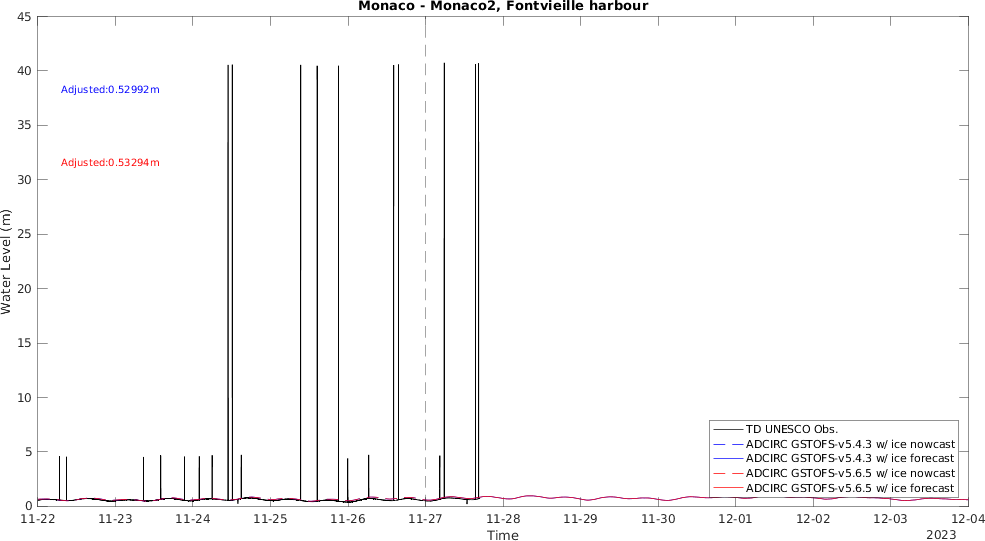 Monaco - Monaco2, Fontvieille harbour
45
40
35
30
25
20
15
10
5
0
Water Level (m)
Adjusted:0.52992m
Adjusted:0.53294m
TD UNESCO Obs.
ADCIRC GSTOFS-v5.4.3 w/ ice nowcast
ADCIRC GSTOFS-v5.4.3 w/ ice forecast
ADCIRC GSTOFS-v5.6.5 w/ ice nowcast
ADCIRC GSTOFS-v5.6.5 w/ ice forecast
11-22 11-23 11-24 11-25 11-26 11-27 11-28 11-29 11-30 12-01 12-02 12-03 12-04
Time
2023